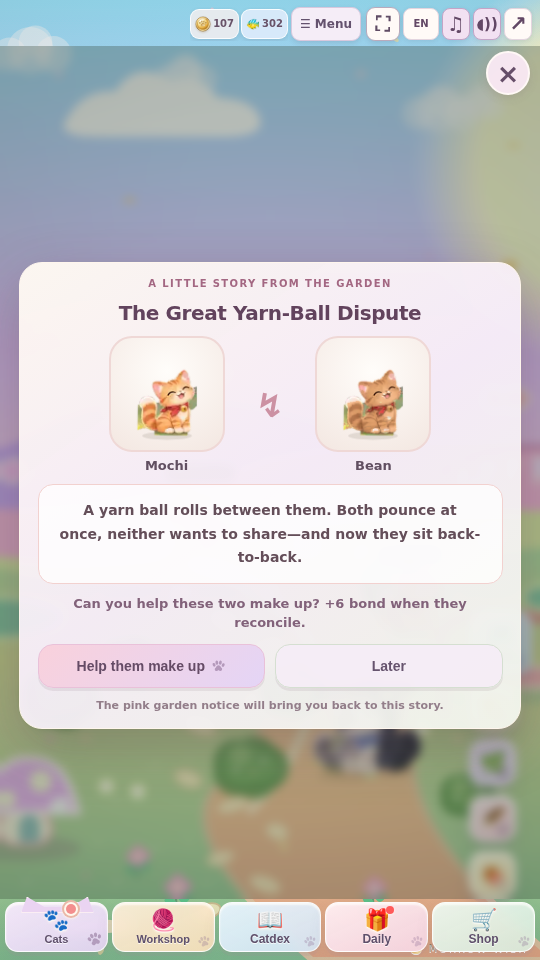 107
302
☰ Menu
EN
A LITTLE STORY FROM THE GARDEN
The Great Yarn-Ball Dispute
Mochi
Bean
A yarn ball rolls between them. Both pounce at
once, neither wants to share—and now they sit back-
to-back.
Can you help these two make up? +6 bond when they
reconcile.
Help them make up
Later
The pink garden notice will bring you back to this story.
Cats
Workshop
Catdex
Daily
Shop